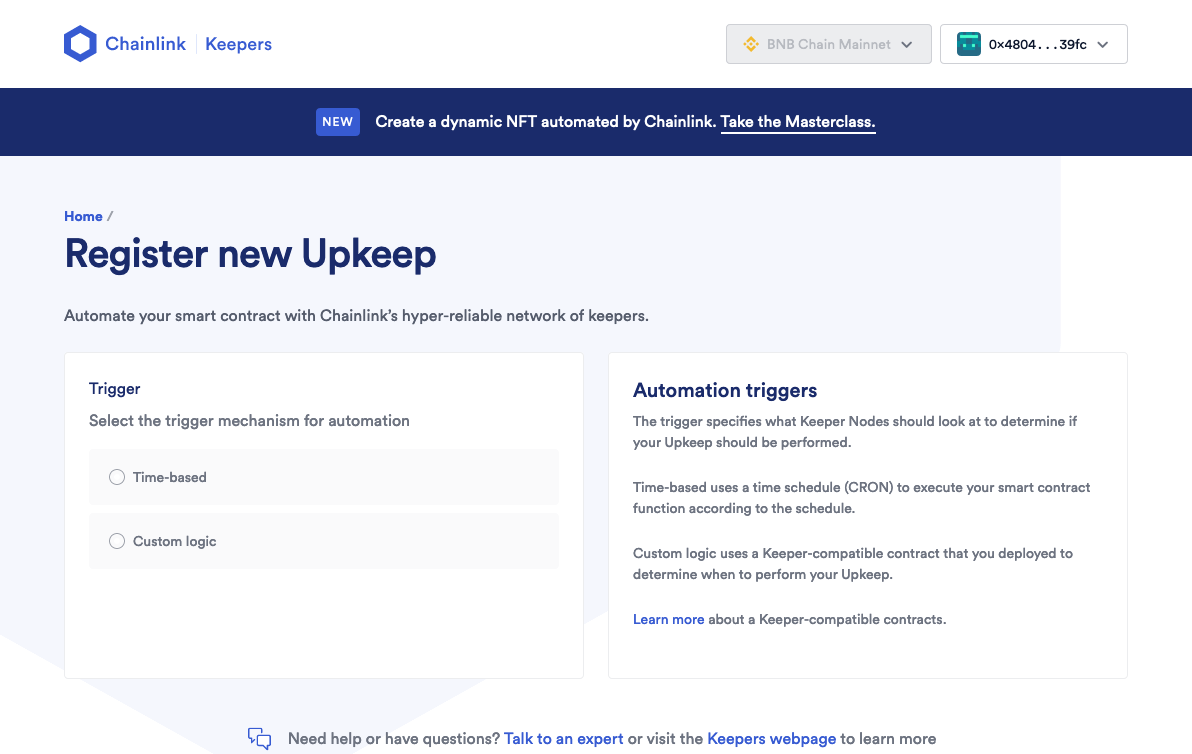 Chainlink Keepers
BNB Chain Mainnet
0x4804...39fc
NEW Create a dynamic NFT automated by Chainlink. Take the Masterclass.
Home /
Register new Upkeep
Automate your smart contract with Chainlink’s hyper-reliable network of keepers.
Trigger
Select the trigger mechanism for automation
Time-based
Custom logic
Automation triggers
The trigger specifies what Keeper Nodes should look at to determine if
your Upkeep should be performed.
Time-based uses a time schedule (CRON) to execute your smart contract
function according to the schedule.
Custom logic uses a Keeper-compatible contract that you deployed to
determine when to perform your Upkeep.
Learn more about a Keeper-compatible contracts.
Need help or have questions? Talk to an expert or visit the Keepers webpage to learn more